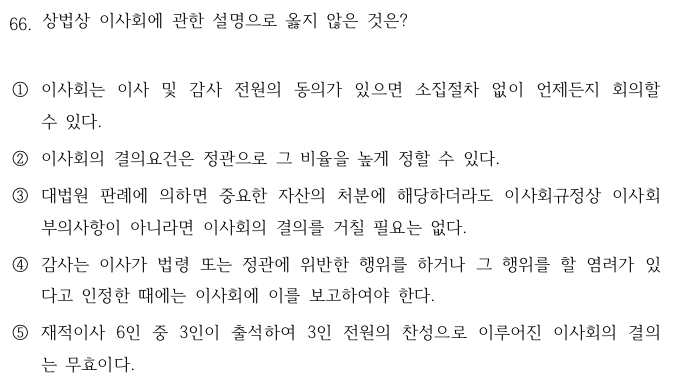 66. 상법상 이사회에 관한 설명으로 옳지 않은 것은?
① 이사회는 이사 및 감사 전원의 동의가 있으면 소집절차 없이 언제든지 회의할
수 있다.
② 이사회의 결의요건은 정관으로 그 비율을 높게 정할 수 있다.
③ 대법원 판례에 의하면 중요한 자산의 처분에 해당하더라도 이사회규정상 이사회
부의사항이 아니라면 이사회의 결의를 거칠 필요는 없다.
④ 감사는 이사가 법령 또는 정관에 위반한 행위를 하거나 그 행위를 할 염려가 있
다고 인정한 때에는 이사회에 이를 보고하여야 한다.
⑤ 재적이사 6인 중 3인이 출석하여 3인 전원의 찬성으로 이루어진 이사회의 결의
는 무효이다.